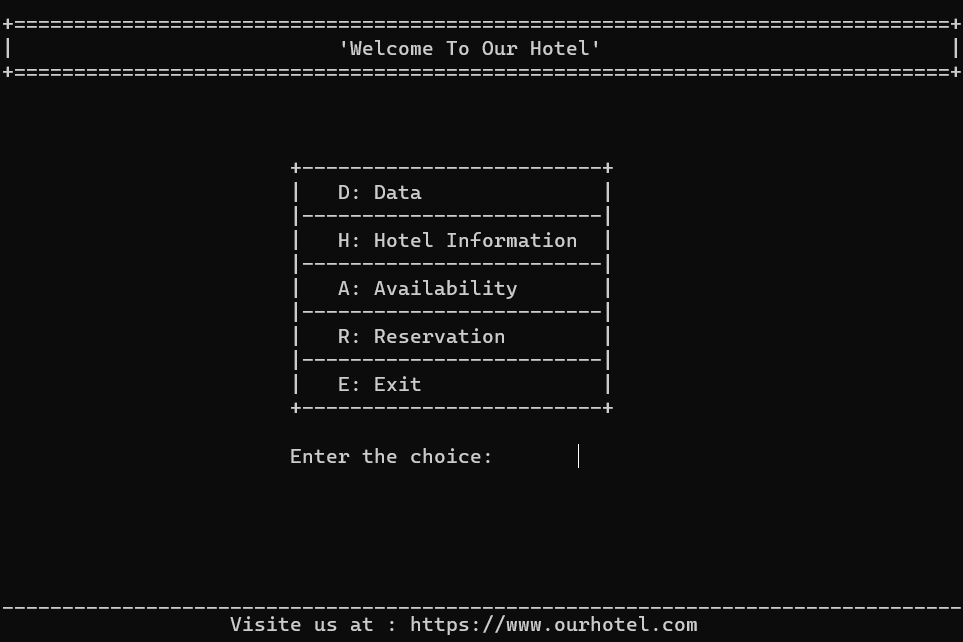 'Welcome To Our Hotel'
D: Data
H: Hotel Information
A: Availability
R: Reservation
E: Exit
Enter the choice:
Visite us at : https://www.ourhotel.com